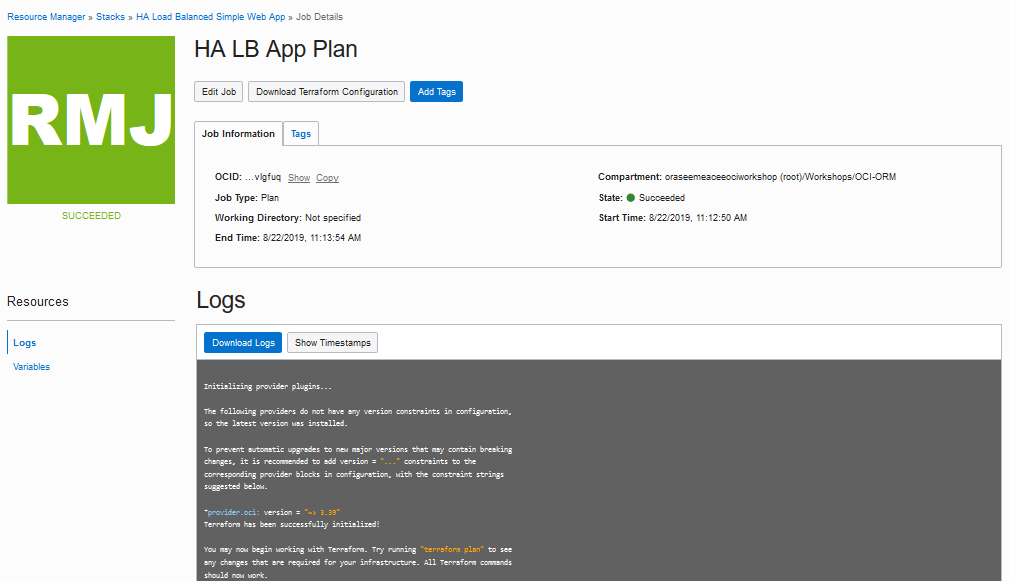 Resource Manager » Stacks » HA Load Balanced Simple Web App » Job Details
RMJ
SUCCEEDED
HA LB App Plan
Edit Job Download Terraform Configuration Add Tags
Job Information Tags
OCID: ...vlgfuq Show Copy
Compartment: oraseemeaceeociworkshop (root)/Workshops/OCI-ORM
Job Type: Plan
State: Succeeded
Working Directory: Not specified
Start Time: 8/22/2019, 11:12:50 AM
End Time: 8/22/2019, 11:13:54 AM
Resources
Logs
Variables
Logs
Download Logs Show Timestamps
Initializing provider plugins...
The following providers do not have any version constraints in configuration,
so the latest version was installed.
To prevent automatic upgrades to new major versions that may contain breaking
changes, it is recommended to add version = "..." constraints to the
corresponding provider blocks in configuration, with the constraint strings
suggested below.
*provider.oci: version = "~> 3.39"
Terraform has been successfully initialized!
You may now begin working with Terraform. Try running "terraform plan" to see
any changes that are required for your infrastructure. All Terraform commands
should now work.